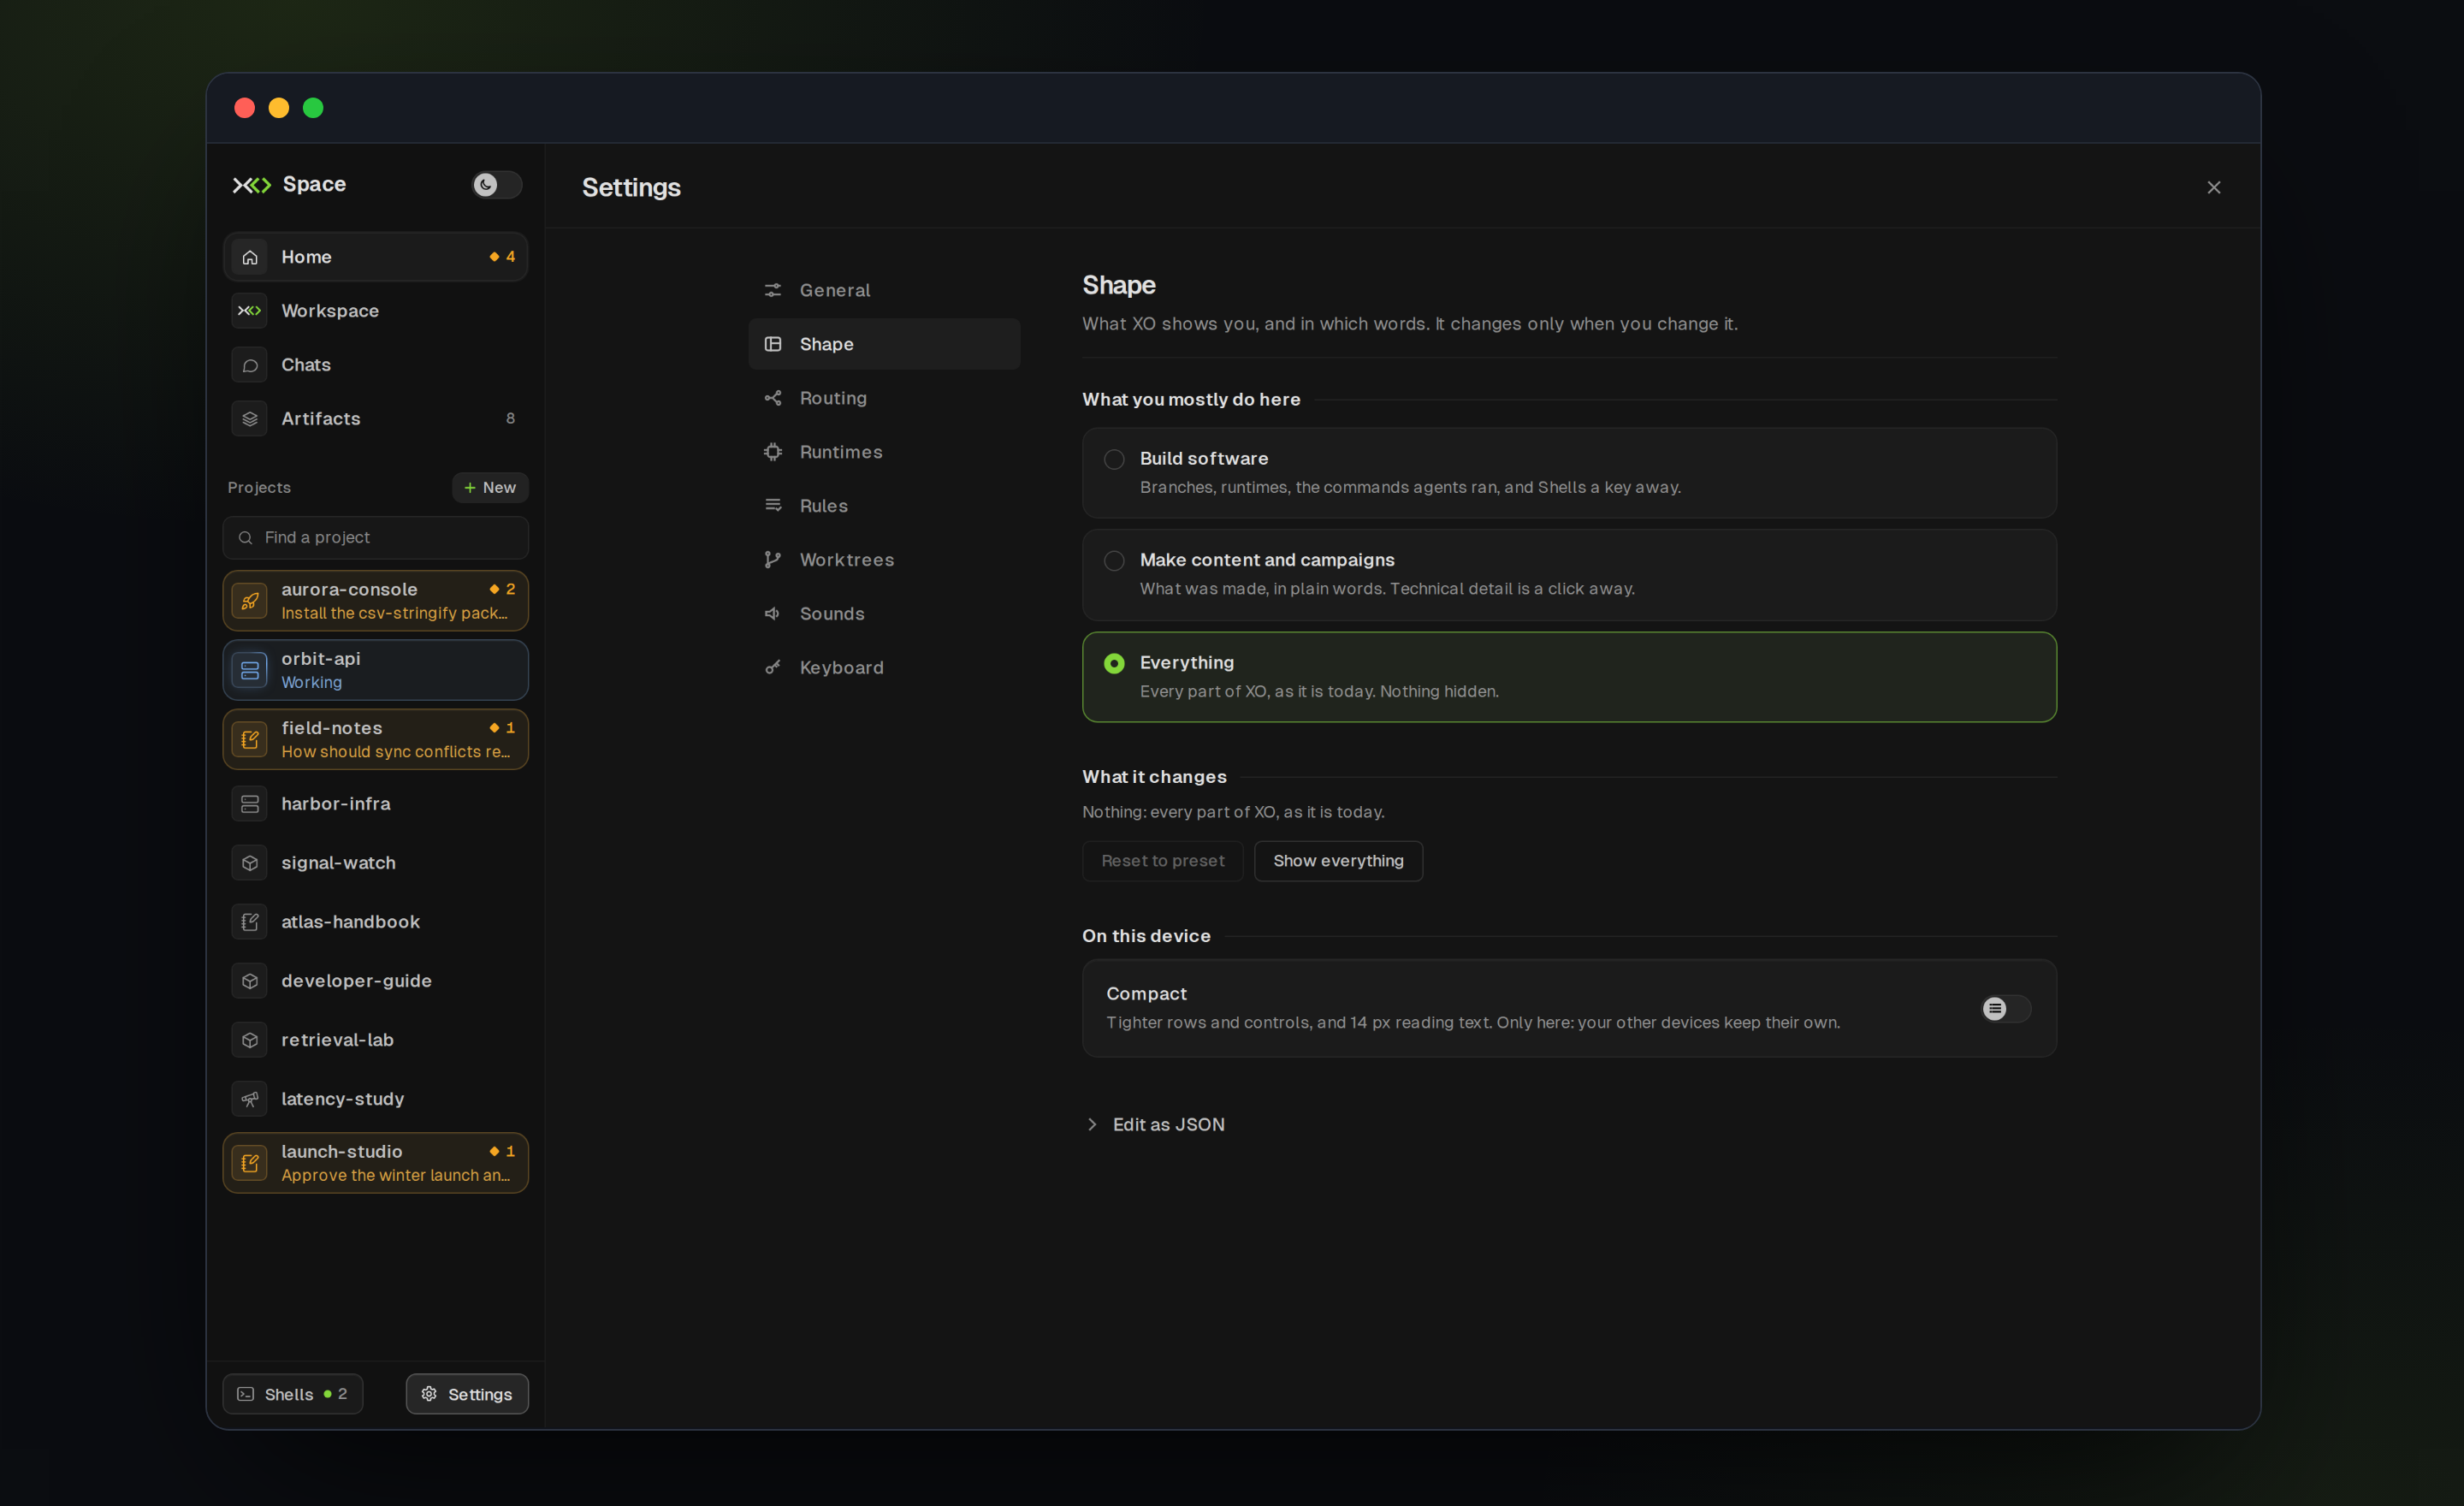 Space
Settings
Home 4
Workspace
Chats
Artifacts 8
Projects
New
Find a project
aurora-console 2
Install the csv-stringify pack...
orbit-api
Working
field-notes 1
How should sync conflicts re...
harbor-infra
signal-watch
atlas-handbook
developer-guide
retrieval-lab
latency-study
launch-studio 1
Approve the winter launch an...
Shells 2
Settings
General
Shape
Routing
Runtimes
Rules
Worktrees
Sounds
Keyboard
Shape
What XO shows you, and in which words. It changes only when you change it.
What you mostly do here
Build software
Branches, runtimes, the commands agents ran, and Shells a key away.
Make content and campaigns
What was made, in plain words. Technical detail is a click away.
Everything
Every part of XO, as it is today. Nothing hidden.
What it changes
Nothing: every part of XO, as it is today.
Reset to preset
Show everything
On this device
Compact
Tighter rows and controls, and 14 px reading text. Only here: your other devices keep their own.
Edit as JSON